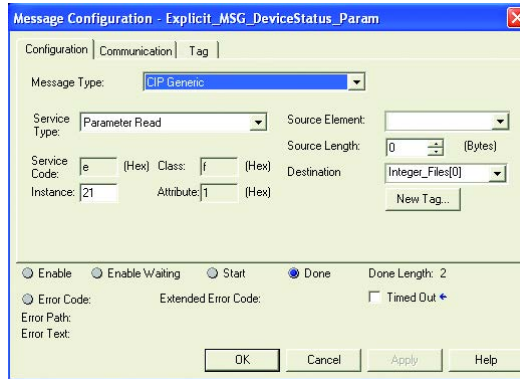 Message Configuration - Explicit_MSG_DeviceStatus_Param
Configuration Communication Tag
Message Type: CIP Generic
Service Type: Parameter Read
Source Element:
Source Length: 0 (Bytes)
Service Code: e (Hex) Class: f (Hex)
Destination Integer_Files[0]
Instance: 21 Attribute: 1 (Hex)
New Tag...
Enable Enable Waiting Start Done Done Length: 2
Error Code: Extended Error Code: Timed Out
Error Path:
Error Text:
OK Cancel Apply Help